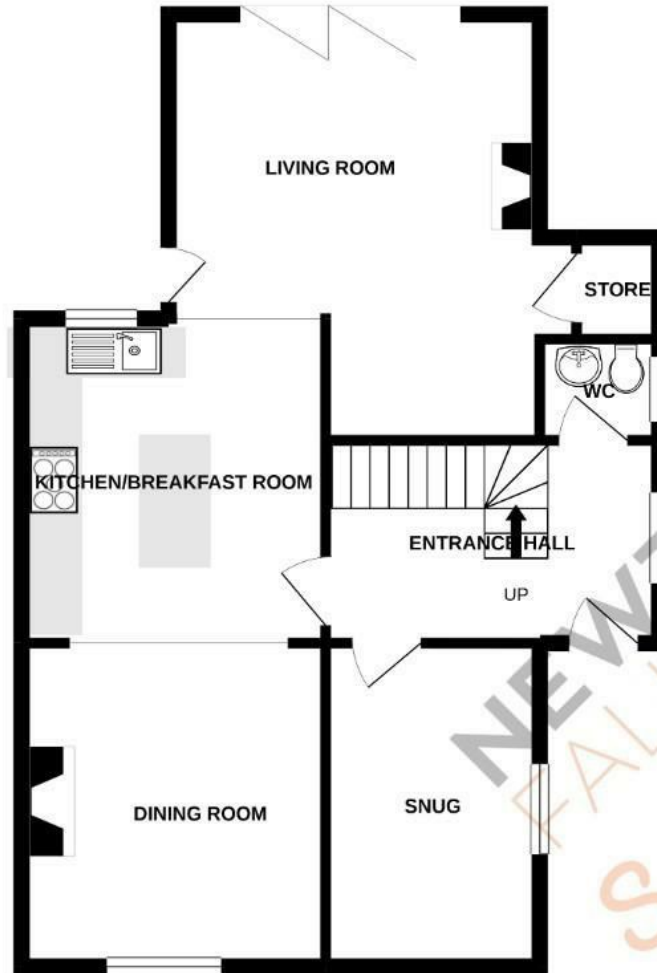 LIVING ROOM
STORE
WC
KITCHEN/BREAKFAST ROOM
ENTRANCE HALL
UP
DINING ROOM
SNUG